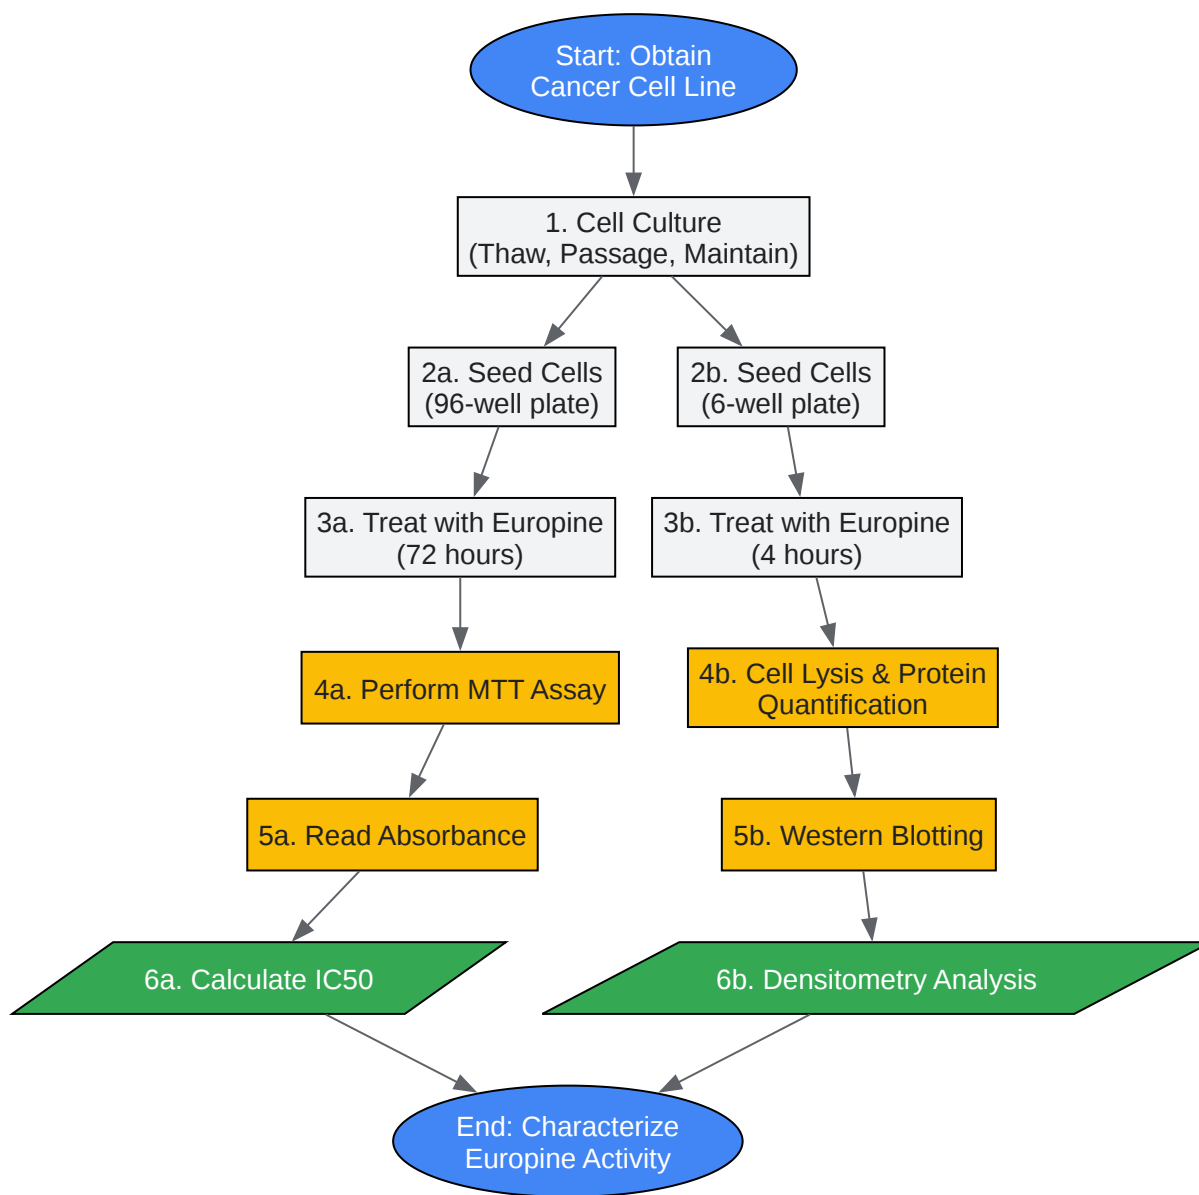 Start: Obtain
Cancer Cell Line
1. Cell Culture
(Thaw, Passage, Maintain)
2a. Seed Cells
(96-well plate)
2b. Seed Cells
(6-well plate)
3a. Treat with Europine
(72 hours)
3b. Treat with Europine
(4 hours)
4a. Perform MTT Assay
4b. Cell Lysis & Protein
Quantification
5a. Read Absorbance
5b. Western Blotting
6a. Calculate IC50
6b. Densitometry Analysis
End: Characterize
Europine Activity